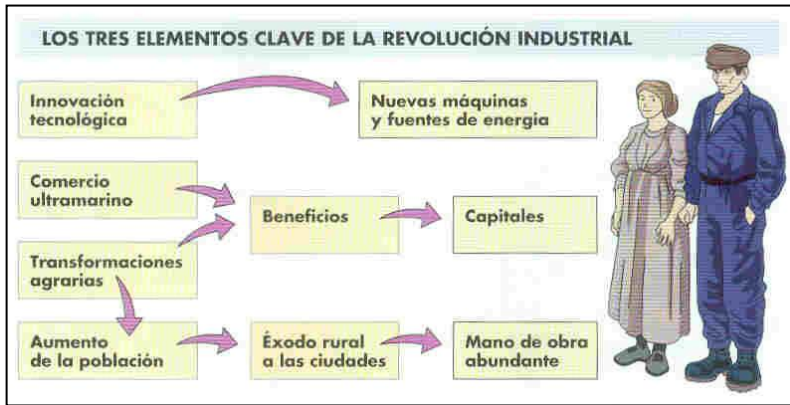 LOS TRES ELEMENTOS CLAVE DE LA REVOLUCIÓN INDUSTRIAL
Innovación
tecnológica
Nuevas máquinas
y fuentes de energía
Comercio
ultramarino
Beneficios
Capitales
Transformaciones
agrarias
Aumento
de la población
Éxodo rural
a las ciudades
Mano de obra
abundante